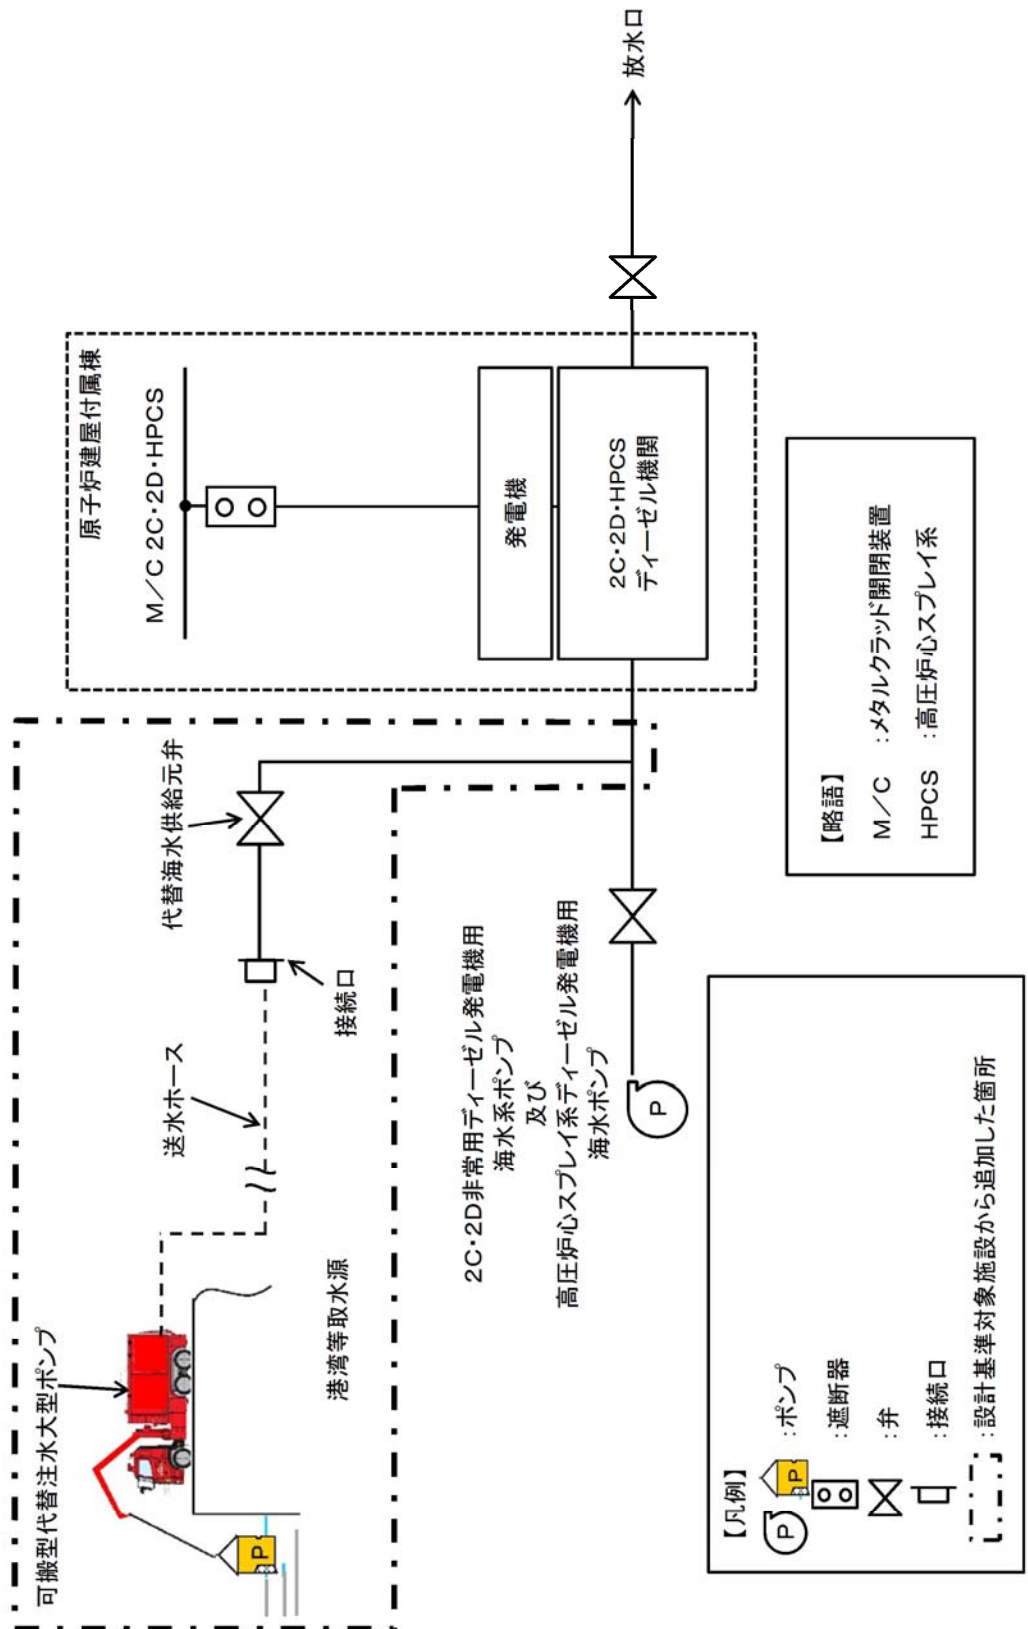 可搬型代替注水大型ポンプ
P
港湾等取水源
送水ホース
接続口
代替海水供給元弁
2C・2D非常用ディーゼル発電機用
海水系ポンプ
及び
高圧炉心スプレイ系ディーゼル発電機用
海水ポンプ
P
原子炉建屋付属棟
M/C 2C・2D・HPCS
発電機
2C・2D・HPCS
ディーゼル機関
放水口
【凡例】
P P :ポンプ
:遮断器
:弁
:接続口
:設計基準対象施設から追加した箇所
【略語】
M/C :メタルクラッド開閉装置
HPCS :高圧炉心スプレイ系